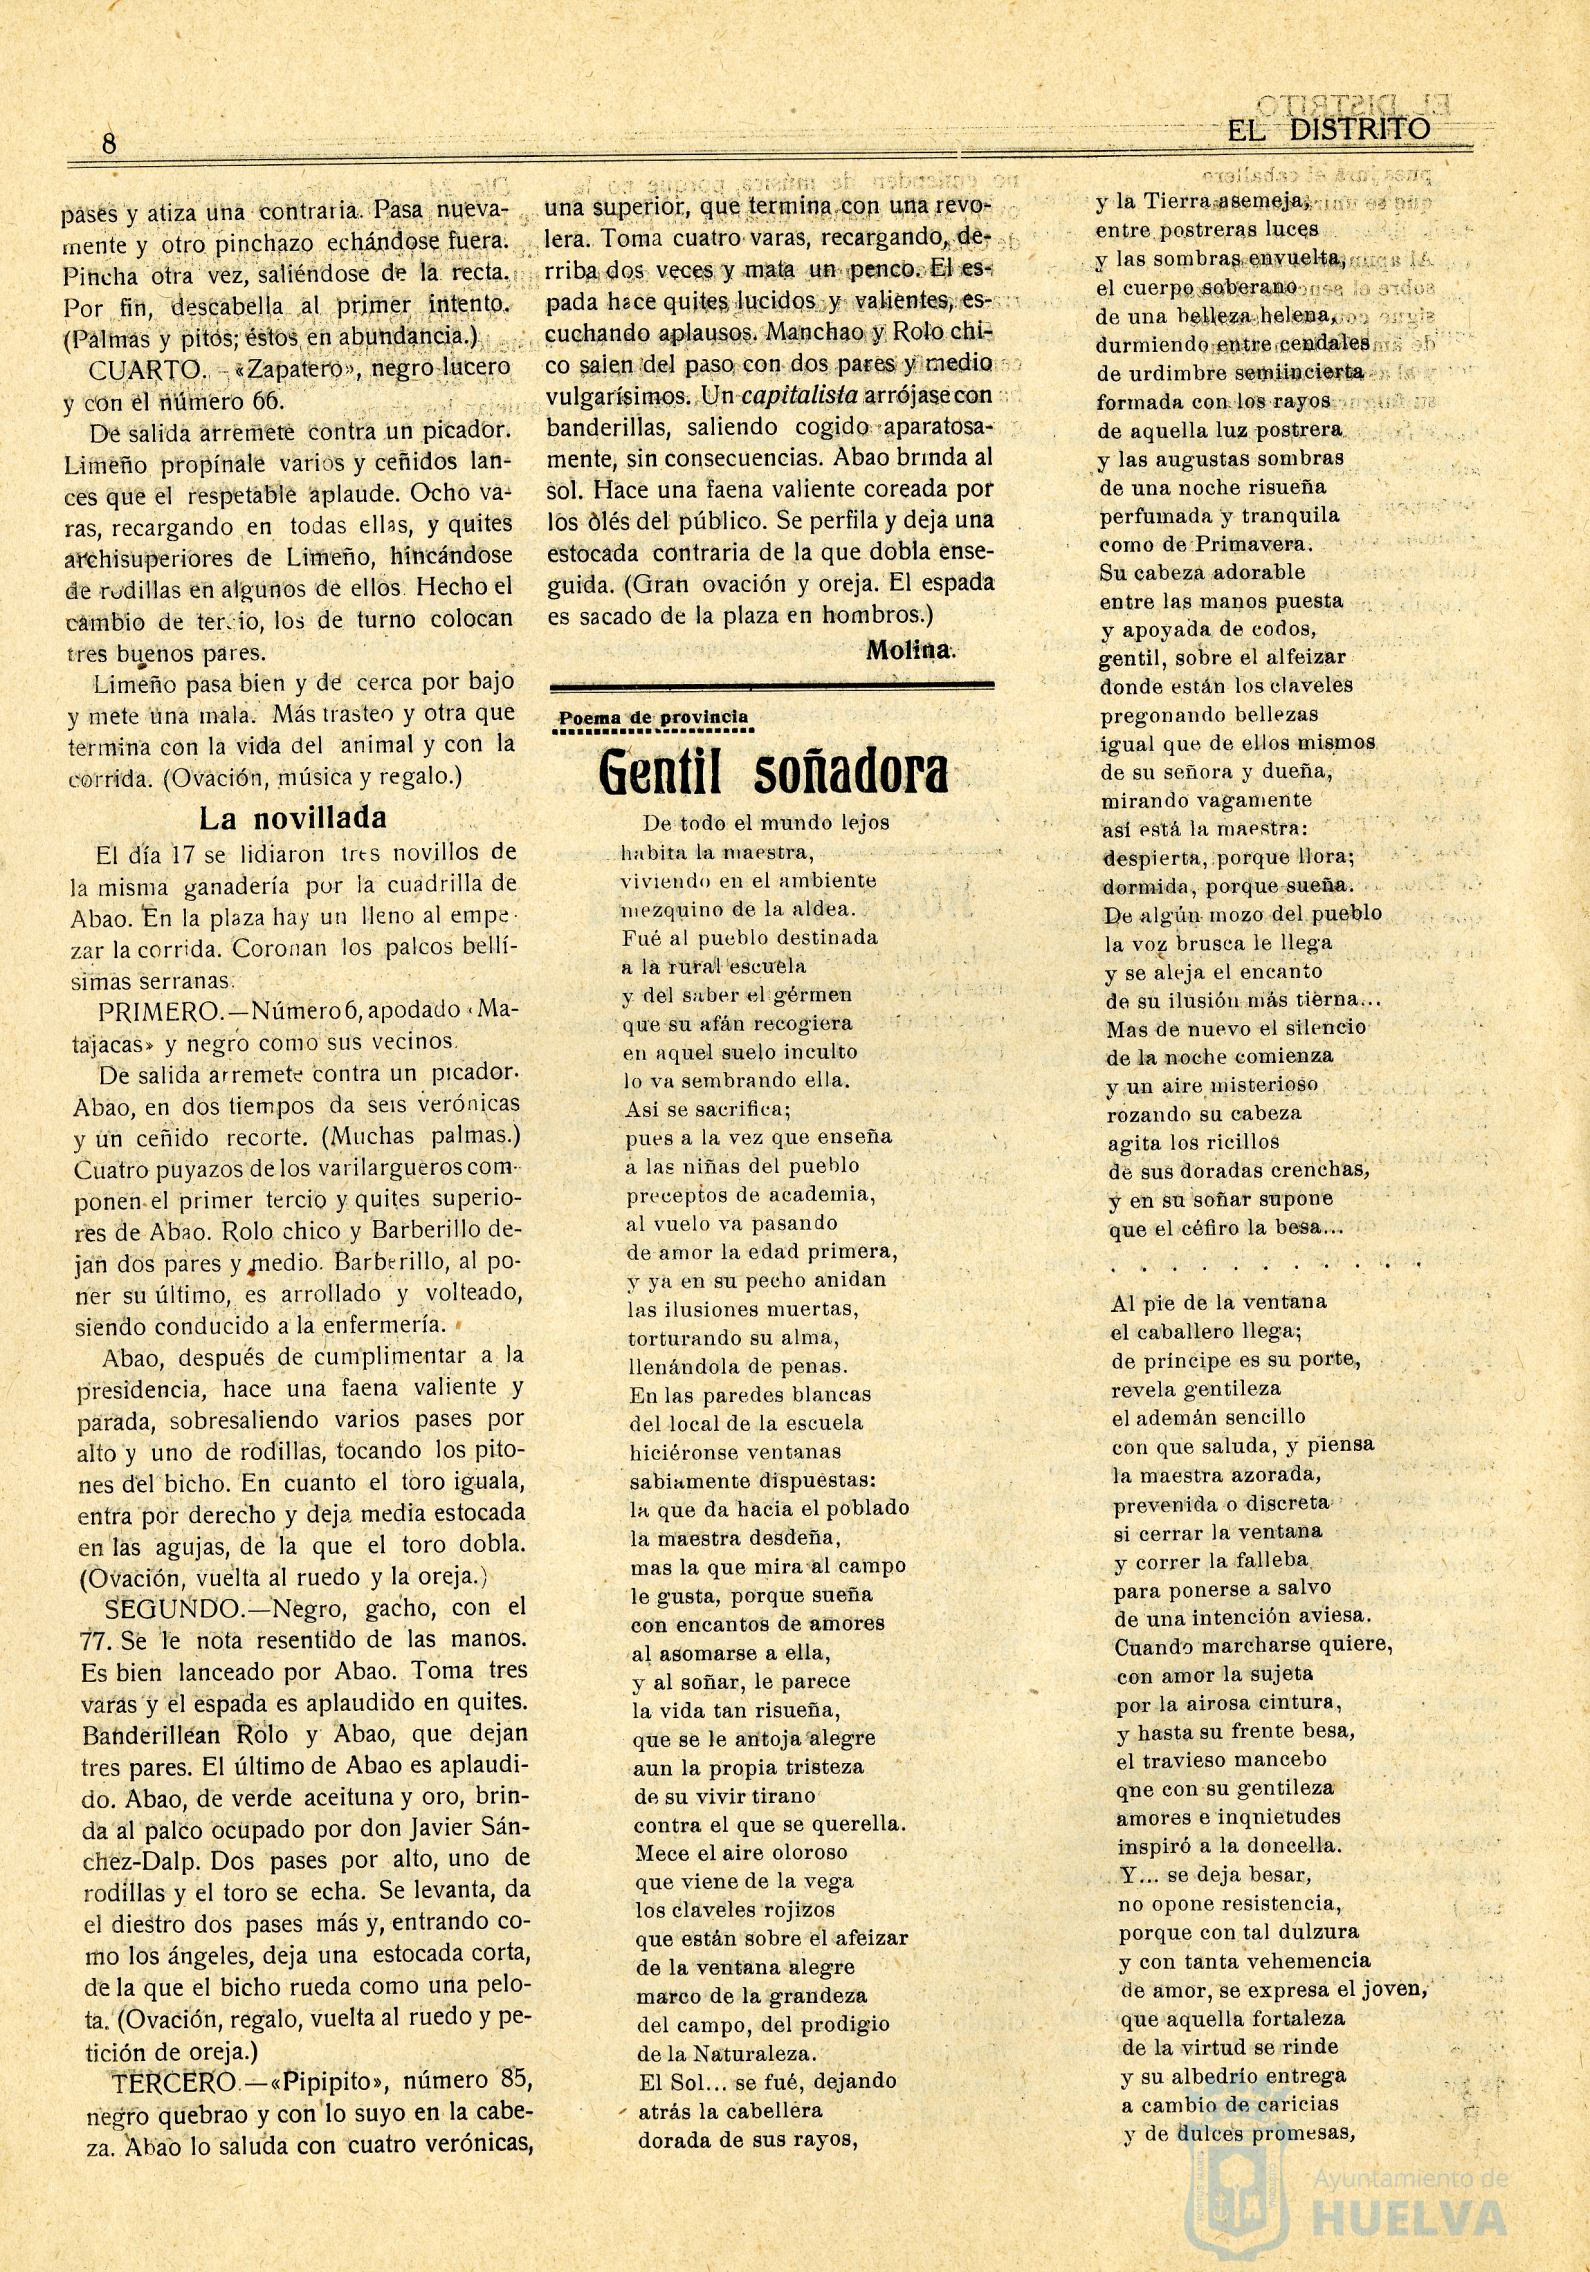 8
EL DISTRITO
pases y atiza una contraria. Pasa nueva-
mente y otro pinchazo echándose fuera.
Pincha otra vez, saliéndose de la recta.
Por fin, descabella al primer intento.
(Palmas y pitos; éstos en abundancia.)
CUARTO. - «Zapatero», negro lucero
y con el número 66.
De salida arremete contra un picador.
Limeño propínale varios y ceñidos lan-
ces que el respetable aplaude. Ocho va-
ras, recargando en todas ellas, y quites
archisuperiores de Limeño, hincándose
de rodillas en algunos de ellos. Hecho el
cambio de tercio, los de turno colocan
tres buenos pares.
Limeño pasa bien y de cerca por bajo
y mete una mala. Más trasteo y otra que
termina con la vida del animal y con la
corrida. (Ovación, música y regalo.)
La novillada
El día 17 se lidiaron tres novillos de
la misma ganadería por la cuadrilla de
Abao. En la plaza hay un lleno al empe-
zar la corrida. Coronan los palcos bellí-
simas serranas.
PRIMERO.—Número 6, apodado «Ma-
tajacas» y negro como sus vecinos.
De salida arremete contra un picador.
Abao, en dos tiempos da seis verónicas
y un ceñido recorte. (Muchas palmas.)
Cuatro puyazos de los varilargueros com-
ponen el primer tercio y quites superio-
res de Abao. Rolo chico y Barberillo de-
jan dos pares y medio. Barberillo, al po-
ner su último, es arrollado y volteado,
siendo conducido a la enfermería.
Abao, después de cumplimentar a la
presidencia, hace una faena valiente y
parada, sobresaliendo varios pases por
alto y uno de rodillas, tocando los pito-
nes del bicho. En cuanto el toro iguala,
entra por derecho y deja media estocada
en las agujas, de la que el toro dobla.
(Ovación, vuelta al ruedo y la oreja.)
SEGUNDO.—Negro, gacho, con el
77. Se le nota resentido de las manos.
Es bien lanceado por Abao. Toma tres
varas y el espada es aplaudido en quites.
Banderillean Rolo y Abao, que dejan
tres pares. El último de Abao es aplaudi-
do. Abao, de verde aceituna y oro, brin-
da al palco ocupado por don Javier Sán-
chez-Dalp. Dos pases por alto, uno de
rodillas y el toro se echa. Se levanta, da
el diestro dos pases más y, entrando co-
mo los ángeles, deja una estocada corta,
de la que el bicho rueda como una pelo-
ta. (Ovación, regalo, vuelta al ruedo y pe-
tición de oreja.)
TERCERO.—«Pipipito», número 85,
negro quebrao y con lo suyo en la cabe-
za. Abao lo saluda con cuatro verónicas,
una superior, que termina con una revo-
lera. Toma cuatro varas, recargando, de-
rriba dos veces y mata un penco. El es-
pada hace quites lucidos y valientes, es-
cuchando aplausos. Manchao y Rolo chi-
co salen del paso con dos pares y medio
vulgarísimos. Un capitalista arrójase con
banderillas, saliendo cogido aparatosa-
mente, sin consecuencias. Abao brinda al
sol. Hace una faena valiente coreada por
los olés del público. Se perfila y deja una
estocada contraria de la que dobla ense-
guida. (Gran ovación y oreja. El espada
es sacado de la plaza en hombros.)
Molina.
Poema de provincia
Gentil soñadora
De todo el mundo lejos
habita la maestra,
viviendo en el ambiente
mezquino de la aldea.
Fué al pueblo destinada
a la rural escuela
y del saber el gérmen
que su afán recogiera
en aquel suelo inculto
lo va sembrando ella.
Asi se sacrifica;
pues a la vez que enseña
a las niñas del pueblo
preceptos de academia,
al vuelo va pasando
de amor la edad primera,
y ya en su pecho anidan
las ilusiones muertas,
torturando su alma,
llenándola de penas.
En las paredes blancas
del local de la escuela
hiciéronse ventanas
sabiamente dispuestas:
la que da hacia el poblado
la maestra desdeña,
mas la que mira al campo
le gusta, porque sueña
con encantos de amores
al asomarse a ella,
y al soñar, le parece
la vida tan risueña,
que se le antoja alegre
aun la propia tristeza
de su vivir tirano
contra el que se querella.
Mece el aire oloroso
que viene de la vega
los claveles rojizos
que están sobre el afeizar
de la ventana alegre
marco de la grandeza
del campo, del prodigio
de la Naturaleza.
El Sol... se fué, dejando
atrás la cabellera
dorada de sus rayos,
y la Tierra asemeja,
entre postreras luces
y las sombras envuelta,
el cuerpo soberano
de una belleza helena,
durmiendo entre cendales
de urdimbre semiincierta
formada con los rayos
de aquella luz postrera
y las augustas sombras
de una noche risueña
perfumada y tranquila
como de Primavera.
Su cabeza adorable
entre las manos puesta
y apoyada de codos,
gentil, sobre el alfeizar
donde están los claveles
pregonando bellezas
igual que de ellos mismos
de su señora y dueña,
mirando vagamente
así está la maestra:
despierta, porque llora;
dormida, porque sueña.
De algún mozo del pueblo
la voz brusca le llega
y se aleja el encanto
de su ilusión más tierna...
Mas de nuevo el silencio
de la noche comienza
y un aire misterioso
rozando su cabeza
agita los ricillos
de sus doradas crenchas,
y en su soñar supone
que el céfiro la besa...
. . . . . . . . . . .
Al pie de la ventana
el caballero llega;
de príncipe es su porte,
revela gentileza
el ademán sencillo
con que saluda, y piensa
la maestra azorada,
prevenida o discreta
si cerrar la ventana
y correr la falleba
para ponerse a salvo
de una intención aviesa.
Cuando marcharse quiere,
con amor la sujeta
por la airosa cintura,
y hasta su frente besa,
el travieso mancebo
qne con su gentileza
amores e inqnietudes
inspiró a la doncella.
Y... se deja besar,
no opone resistencia,
porque con tal dulzura
y con tanta vehemencia
de amor, se expresa el joven,
que aquella fortaleza
de la virtud se rinde
y su albedrio entrega
a cambio de caricias
y de dulces promesas,
Ayuntamiento de
HUELVA